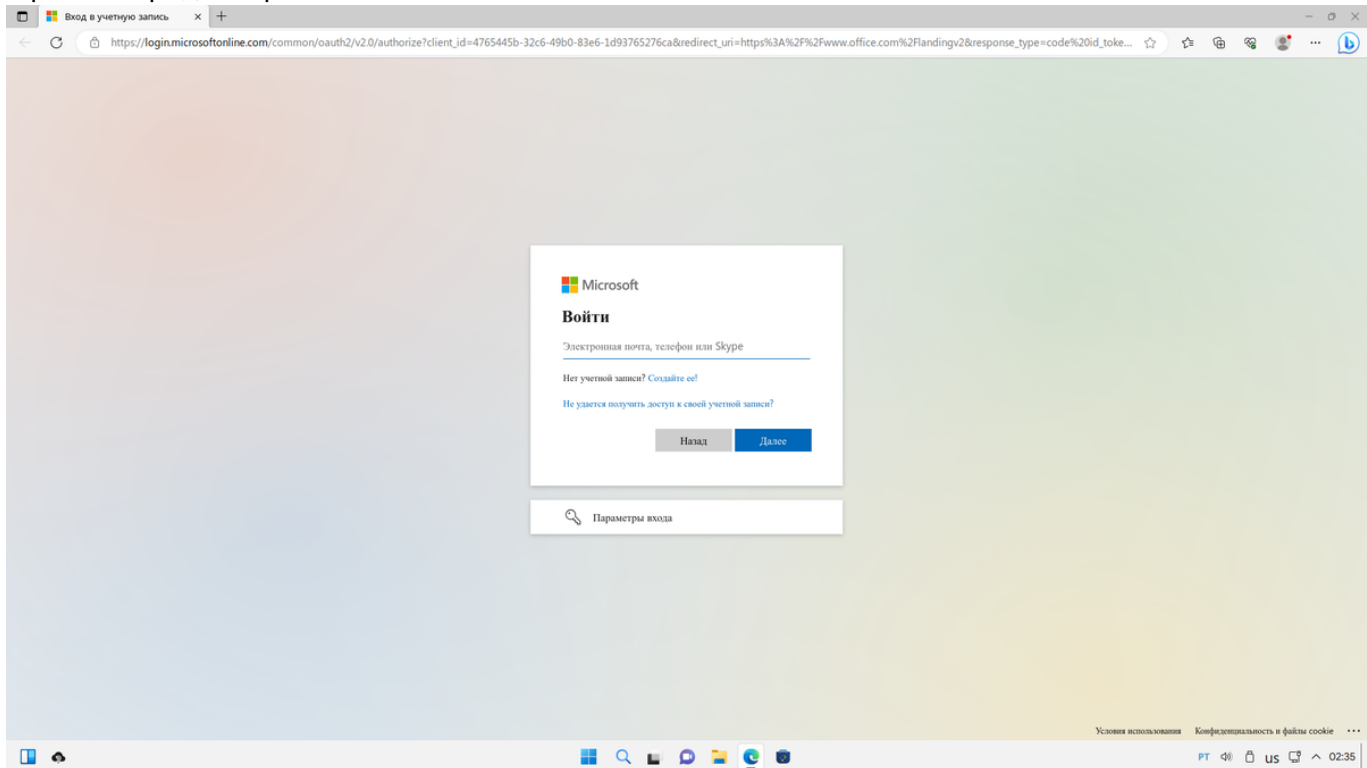 Вход в учетную запись
https://login.microsoftonline.com/common/oauth2/v2.0/authorize?client_id=4765445b-32c6-49b0-83e6-1d93765276ca&redirect_uri=https%3A%2F%2Fwww.office.com%2Flandingv2&response_type=code%20id_toke...
Microsoft
Войти
Электронная почта, телефон или Skype
Нет учетной записи? Создайте ее!
Не удается получить доступ к своей учетной записи?
Назад Далее
Параметры входа
Условия использования Конфиденциальность и файлы cookie ...
PT US 02:35